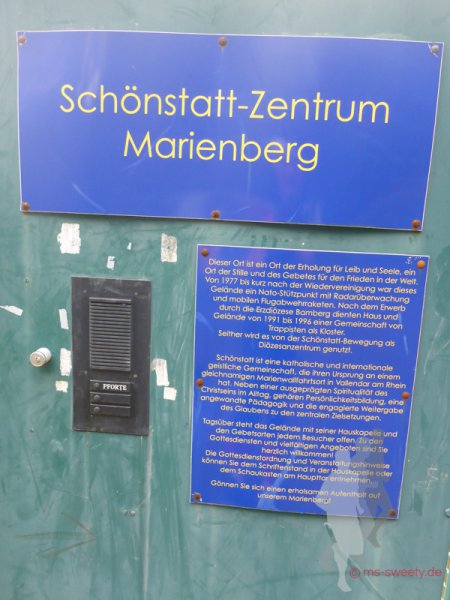 Schönstatt-Zentrum
Marienberg
Dieser Ort ist ein Ort der Erholung für Leib und Seele, ein
Ort der Stille und des Gebetes für den Frieden in der Welt.
Von 1977 bis kurz nach der Wiedervereinigung war dieses
Gelände ein Nato-Stützpunkt mit Radarüberwachung
und mobilen Flugabwehrraketen. Nach dem Erwerb
durch die Erzdiözese Bamberg dienten Haus und
Gelände von 1991 bis 1996 einer Gemeinschaft von
Trappisten als Kloster.
Seither wird es von der Schönstatt-Bewegung als
Diözesanzentrum genutzt.
Schönstatt ist eine katholische und internationale
geistliche Gemeinschaft, die ihren Ursprung an einem
gleichnamigen Marienwallfahrtsort in Vallendar am Rhein
hat. Neben einer ausgeprägten Spiritualität des
Christseins im Alltag, gehören Persönlichkeitsbildung, eine
angewandte Pädagogik und die engagierte Weitergabe
des Glaubens zu den zentralen Zielsetzungen.
Tagsüber steht das Gelände mit seiner Hauskapelle und
den Gebetsorten jedem Besucher offen. Zu den
Gottesdiensten und vielfältigen Angeboten sind Sie
herzlich willkommen!
Die Gottesdienstordnung und Veranstaltungshinweise
können Sie dem Schriftenstand in der Hauskapelle oder
dem Schaukasten am Haupttor entnehmen.
Gönnen Sie sich einen erholsamen Aufenthalt auf
unserem Marienberg!
PFORTE
© ms-sweety.de